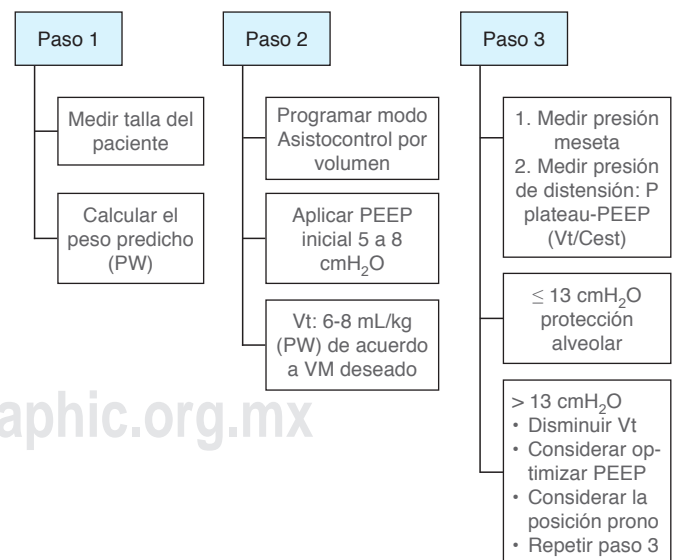 Paso 1
Medir talla del
paciente
Calcular el
peso predicho
(PW)
Paso 2
Programar modo
Asistocontrol por
volumen
Aplicar PEEP
inicial 5 a 8
cmH₂O
Vt: 6-8 mL/kg
(PW) de acuerdo
a VM deseado
Paso 3
1. Medir presión
meseta
2. Medir presión
de distensión: P
plateau-PEEP
(Vt/Cest)
≤ 13 cmH₂O
protección
alveolar
> 13 cmH₂O
• Disminuir Vt
• Considerar op-
timizar PEEP
• Considerar la
posición prono
• Repetir paso 3
aphic.org.mx